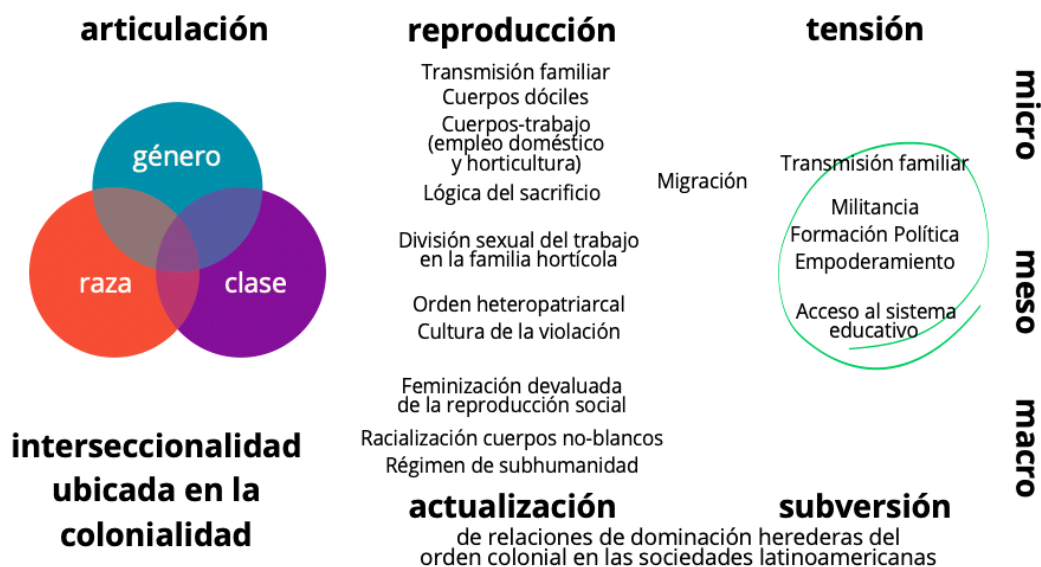 articulación
género
raza
clase
interseccionalidad
ubicada en la
colonialidad
reproducción
Transmisión familiar
Cuerpos dóciles
Cuerpos-trabajo
(empleo doméstico
y horticultura)
Lógica del sacrificio
División sexual del trabajo
en la familia hortícola
Orden heteropatriarcal
Cultura de la violación
Feminización devaluada
de la reproducción social
Racialización cuerpos no-blancos
Régimen de subhumanidad
Migración
tensión
Transmisión familiar
Militancia
Formación Política
Empoderamiento
Acceso al sistema
educativo
micro
meso
macro
actualización
subversión
de relaciones de dominación herederas del
orden colonial en las sociedades latinoamericanas